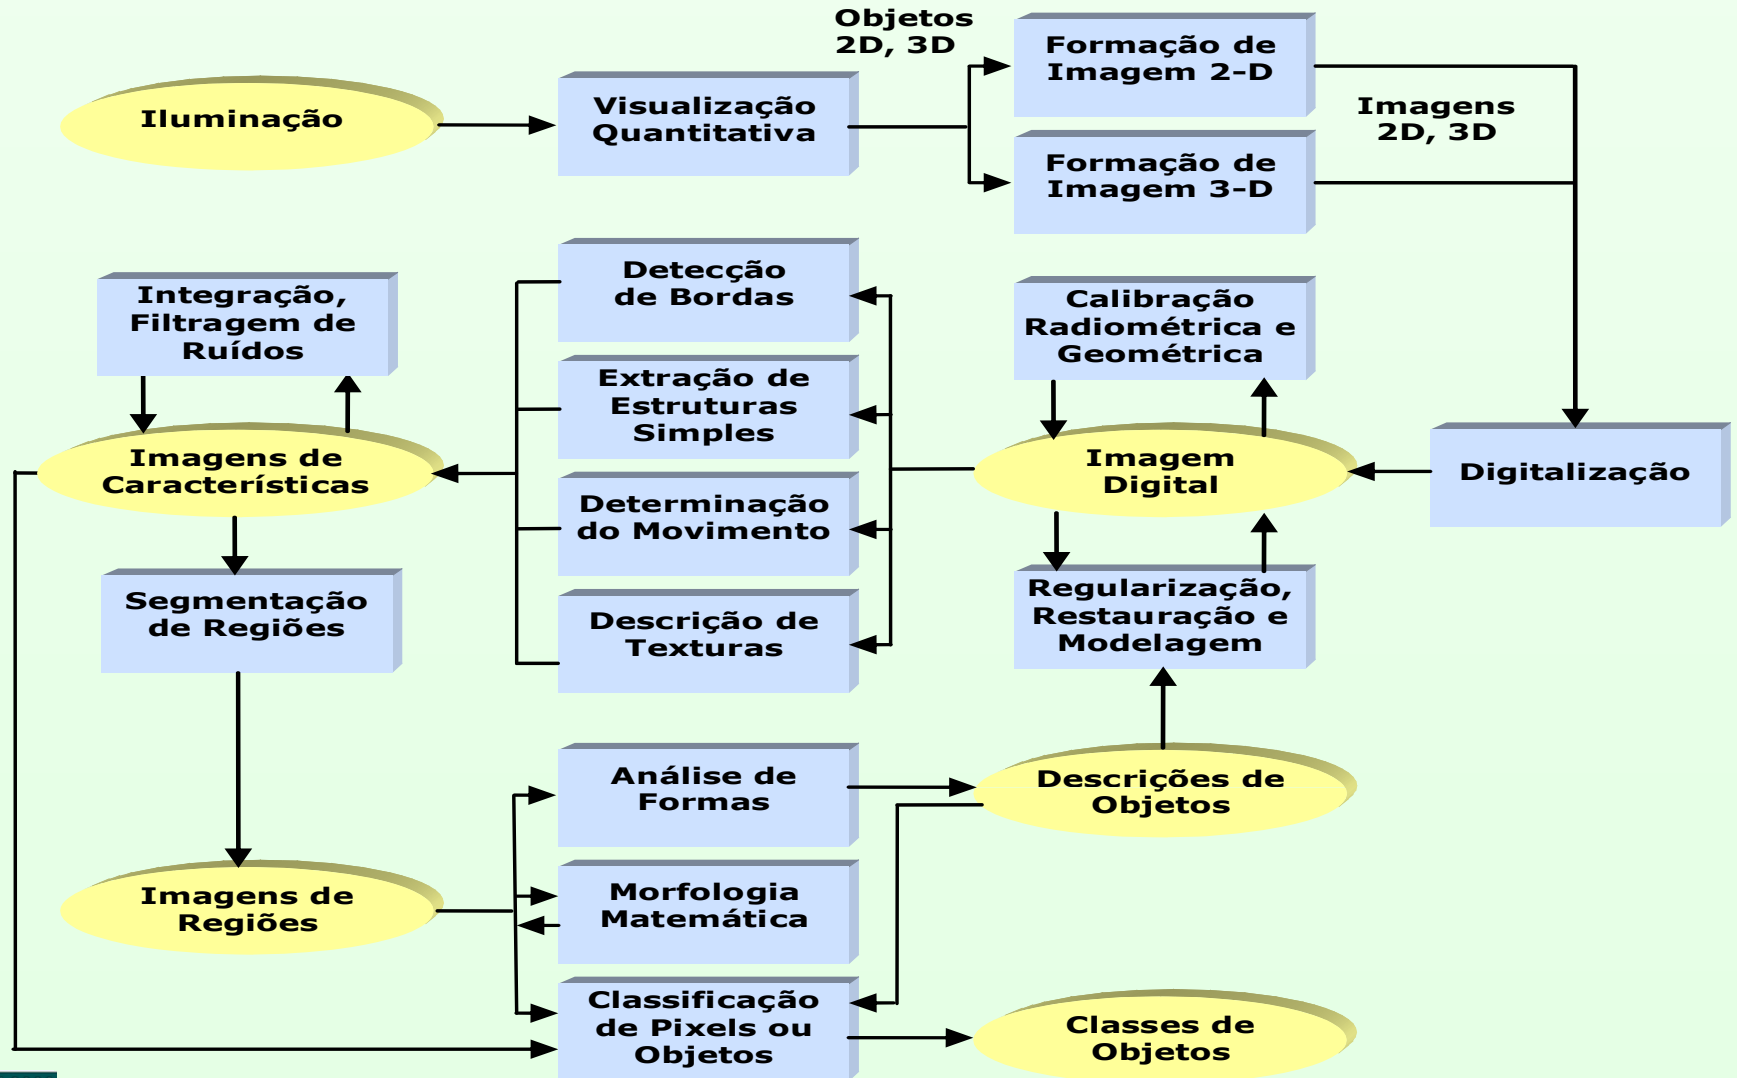 Objetos
2D, 3D
Formação de
Imagem 2-D
Iluminação
Visualização
Quantitativa
Imagens
2D, 3D
Formação de
Imagem 3-D
Integração,
Filtragem de
Ruídos
Detecção
de Bordas
Calibração
Radiométrica e
Geométrica
Extração de
Estruturas
Simples
Imagens de
Características
Imagem
Digital
Digitalização
Determinação
do Movimento
Segmentação
de Regiões
Descrição de
Texturas
Regularização,
Restauração e
Modelagem
Análise de
Formas
Descrições de
Objetos
Imagens de
Regiões
Morfologia
Matemática
Classificação
de Pixels ou
Objetos
Classes de
Objetos